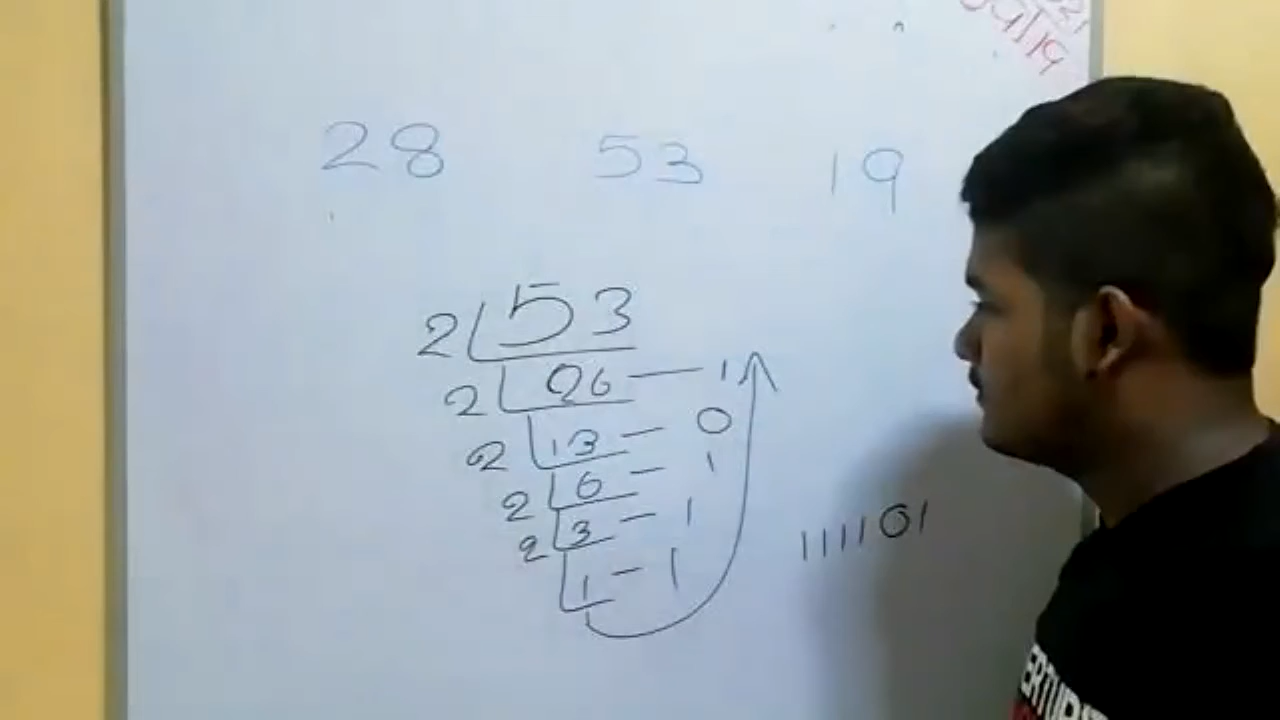 28 53 19
2 53
2 26 — 1
2 13 — 0
2 6 — 1
2 3 — 1
1 — 1
111101